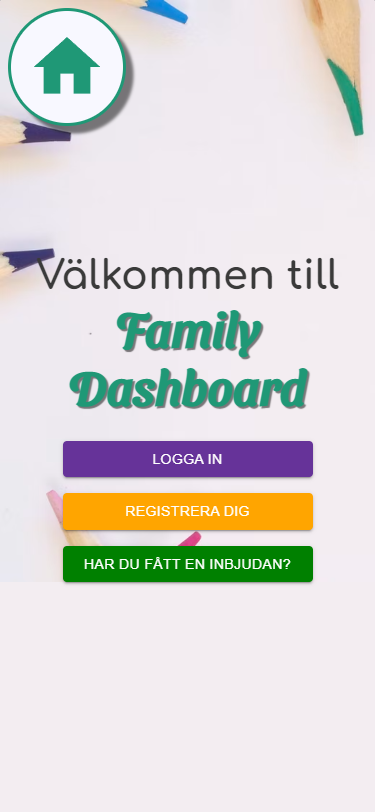 Välkommen till
Family
Dashboard
LOGGA IN
REGISTRERA DIG
HAR DU FÅTT EN INBJUDAN?